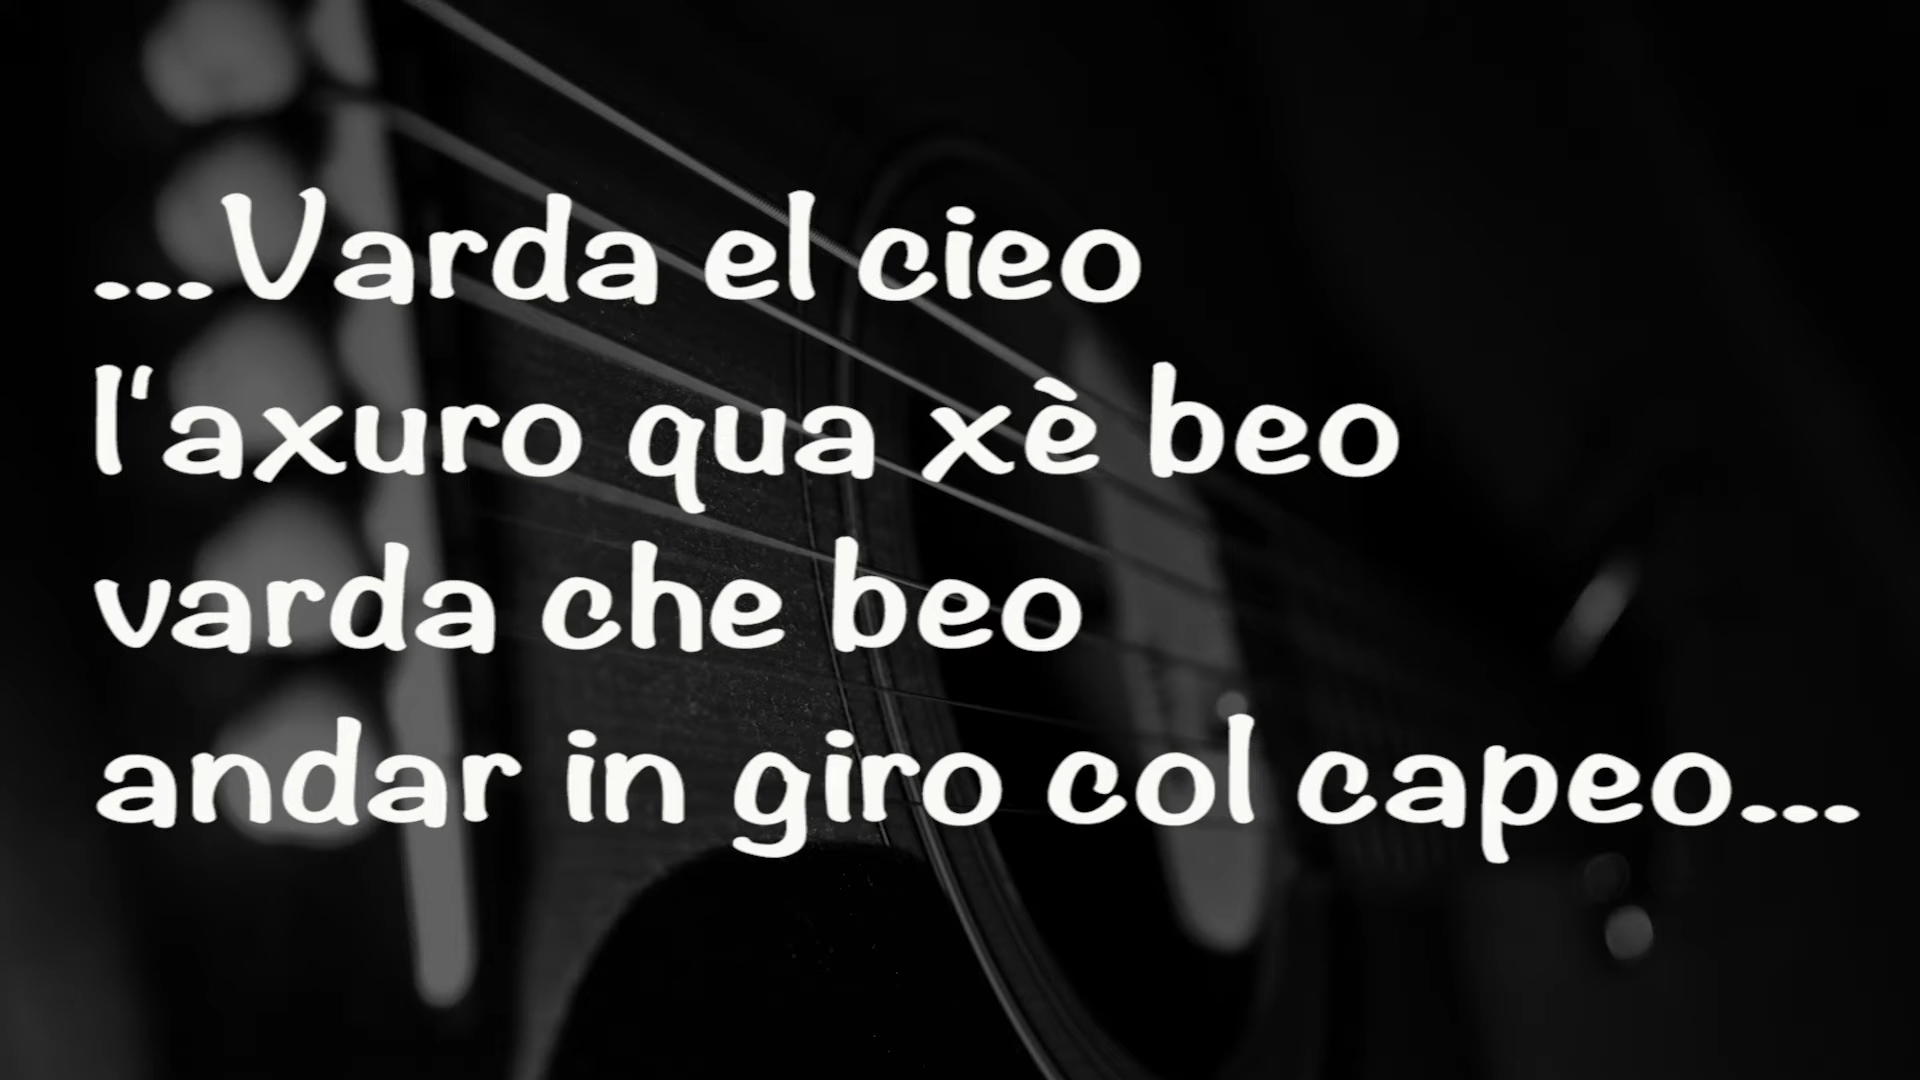 ...Varda el cieo
l'axuro qua xè beo
varda che beo
andar in giro col capeo...